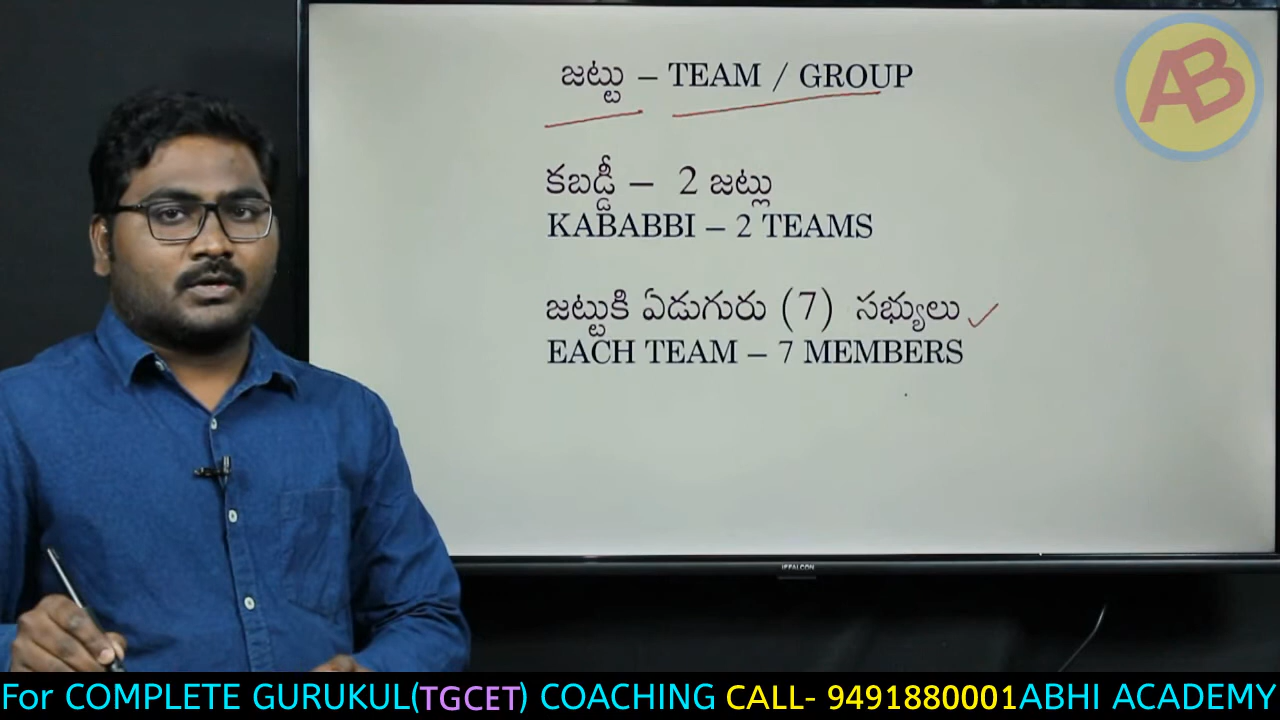 జట్టు – TEAM / GROUP
AB
కబడ్డీ – 2 జట్లు
KABABBI – 2 TEAMS
జట్టుకి ఏడుగురు (7) సభ్యులు
EACH TEAM – 7 MEMBERS
iFFALCON
For COMPLETE GURUKUL(TGCET) COACHING CALL- 9491880001ABHI ACADEMY